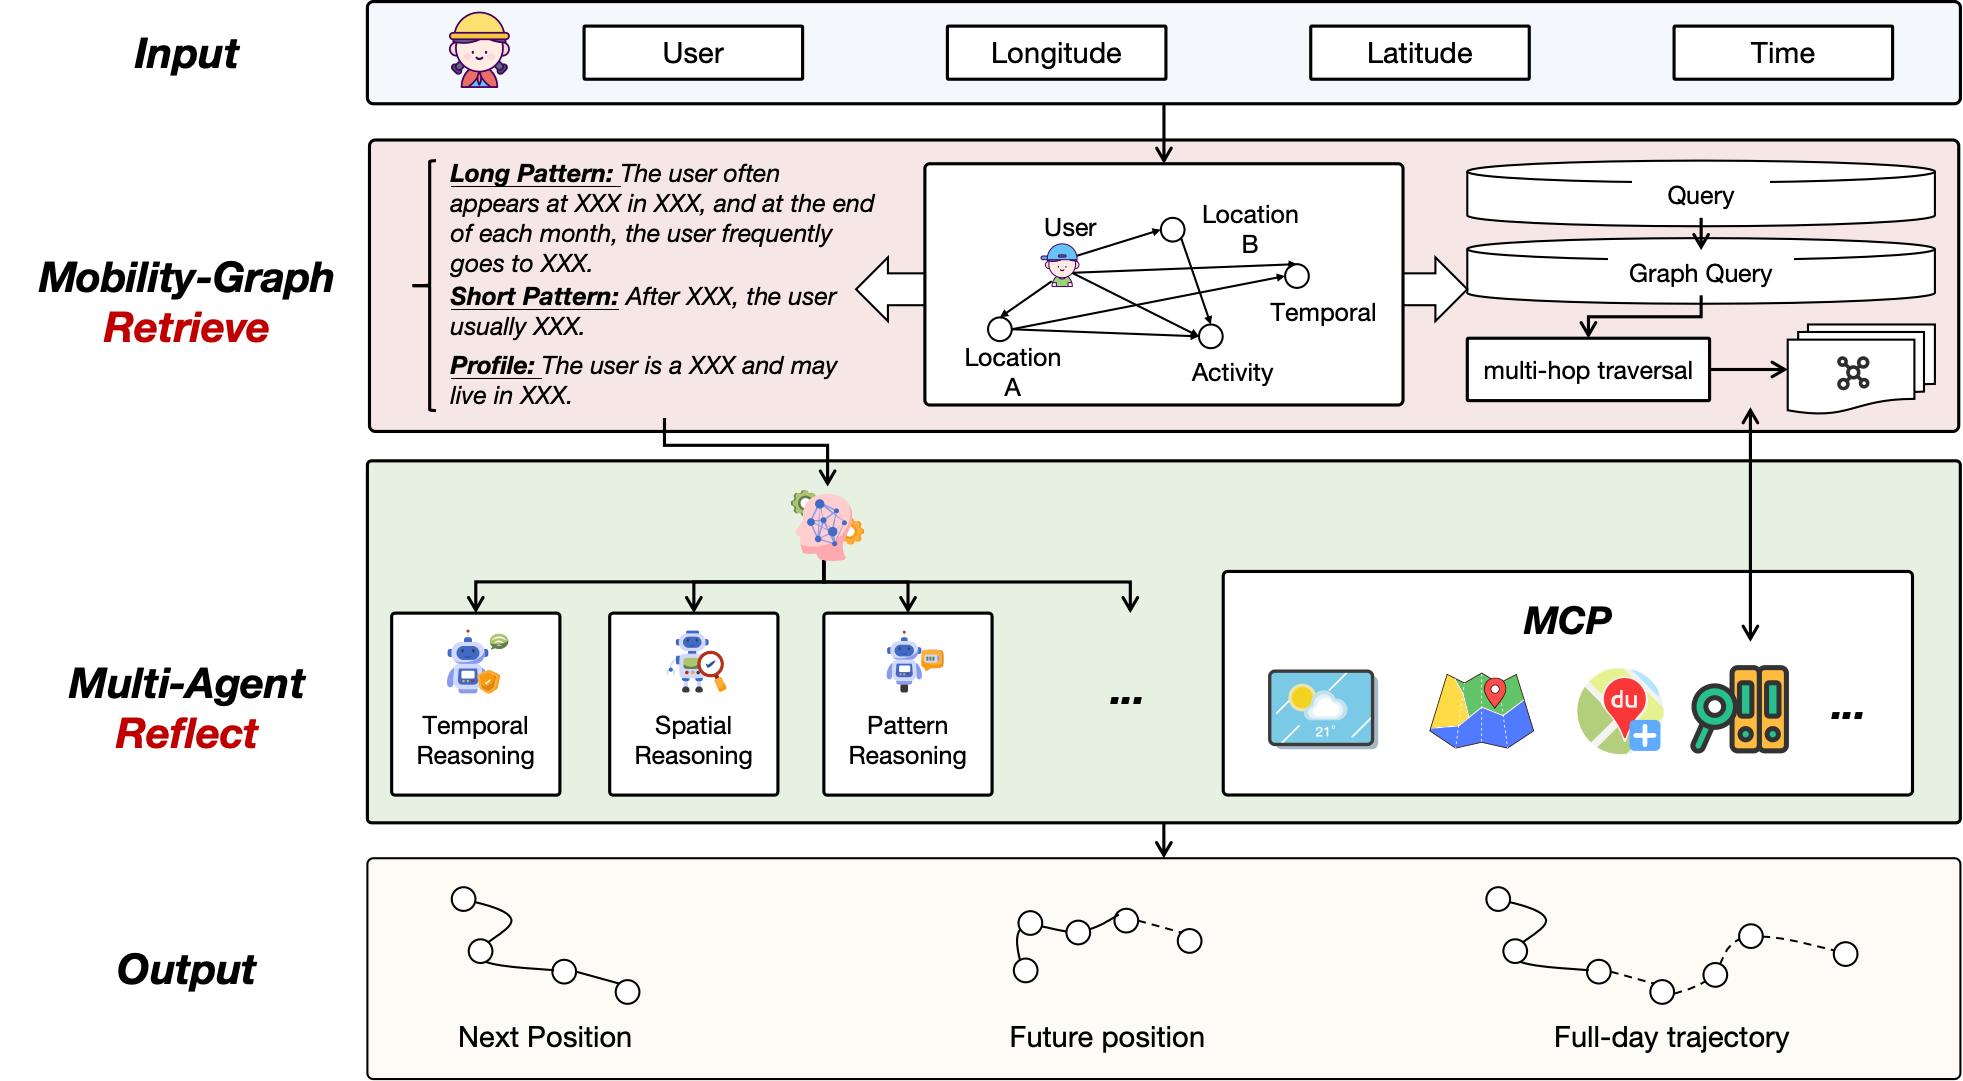 Input
User
Longitude
Latitude
Time
Mobility-Graph
Retrieve
Long Pattern: The user often
appears at XXX in XXX, and at the end
of each month, the user frequently
goes to XXX.
Short Pattern: After XXX, the user
usually XXX.
Profile: The user is a XXX and may
live in XXX.
User
Location
B
Temporal
Location
A
Activity
Query
Graph Query
multi-hop traversal
Multi-Agent
Reflect
Temporal
Reasoning
Spatial
Reasoning
Pattern
Reasoning
...
MCP
21°
du
...
Output
Next Position
Future position
Full-day trajectory